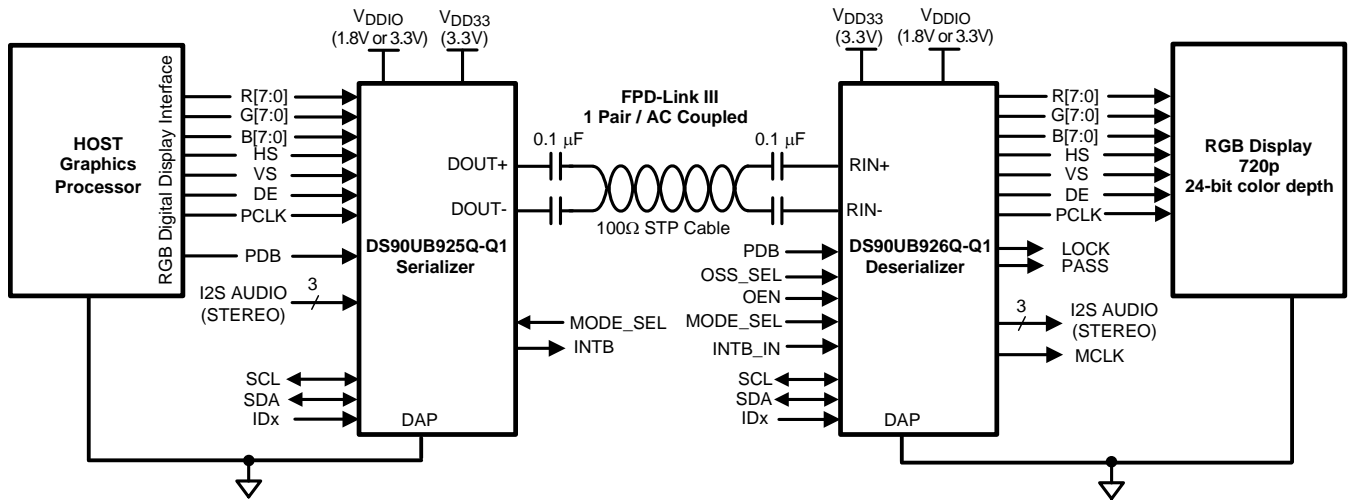 VDDIO
(1.8V or 3.3V)
VDD33
(3.3V)
VDD33
(3.3V)
VDDIO
(1.8V or 3.3V)
HOST
Graphics
Processor
RGB Digital Display Interface
R[7:0]
G[7:0]
B[7:0]
HS
VS
DE
PCLK
PDB
I2S AUDIO
(STEREO)
3
SCL
SDA
IDx
DOUT+
DOUT-
DS90UB925Q-Q1
Serializer
DAP
MODE_SEL
INTB
FPD-Link III
1 Pair / AC Coupled
0.1 μF
0.1 μF
100Ω STP Cable
PDB
OSS_SEL
OEN
MODE_SEL
INTB_IN
SCL
SDA
IDx
RIN+
RIN-
DS90UB926Q-Q1
Deserializer
DAP
R[7:0]
G[7:0]
B[7:0]
HS
VS
DE
PCLK
LOCK
PASS
3
I2S AUDIO
(STEREO)
MCLK
RGB Display
720p
24-bit color depth